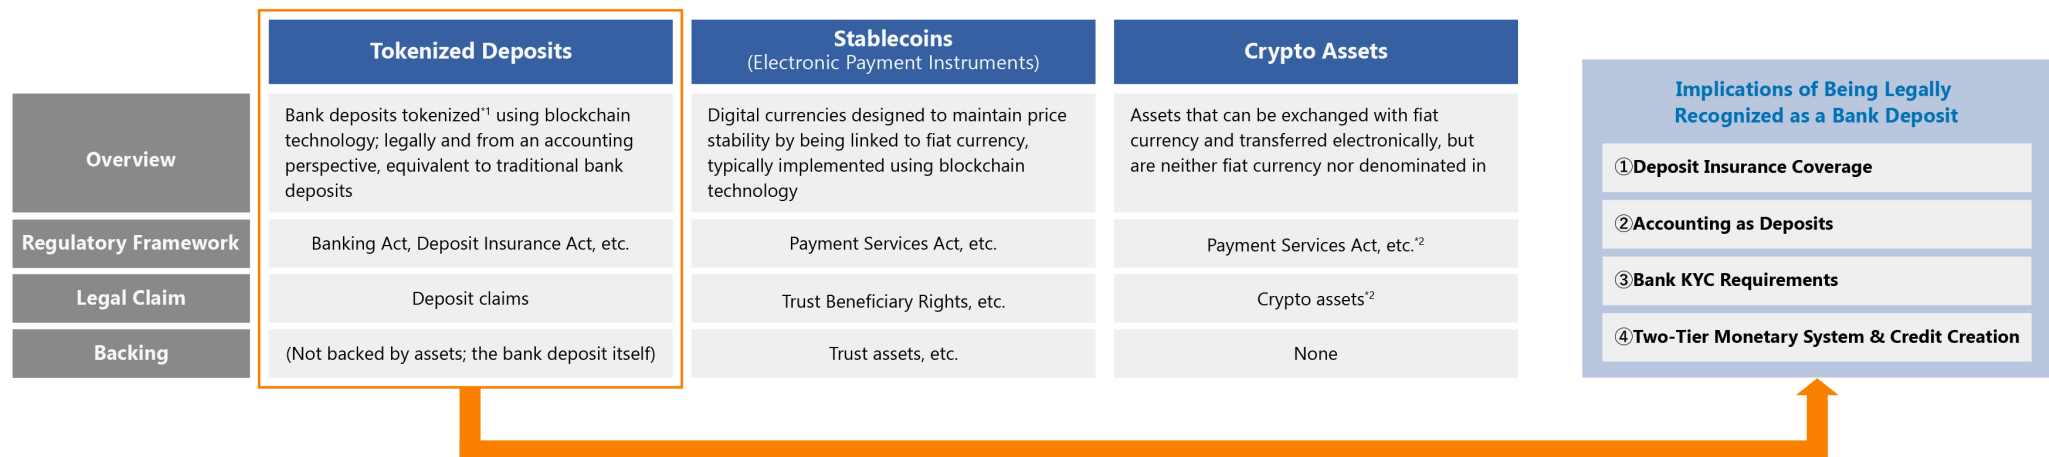 Tokenized Deposits
Stablecoins
(Electronic Payment Instruments)
Crypto Assets
Overview
Bank deposits tokenized*1 using blockchain
technology; legally and from an accounting
perspective, equivalent to traditional bank
deposits
Digital currencies designed to maintain price
stability by being linked to fiat currency,
typically implemented using blockchain
technology
Assets that can be exchanged with fiat
currency and transferred electronically, but
are neither fiat currency nor denominated in
Regulatory Framework
Banking Act, Deposit Insurance Act, etc.
Payment Services Act, etc.
Payment Services Act, etc.*2
Legal Claim
Deposit claims
Trust Beneficiary Rights, etc.
Crypto assets*2
Backing
(Not backed by assets; the bank deposit itself)
Trust assets, etc.
None
Implications of Being Legally
Recognized as a Bank Deposit
①Deposit Insurance Coverage
②Accounting as Deposits
③Bank KYC Requirements
④Two-Tier Monetary System & Credit Creation